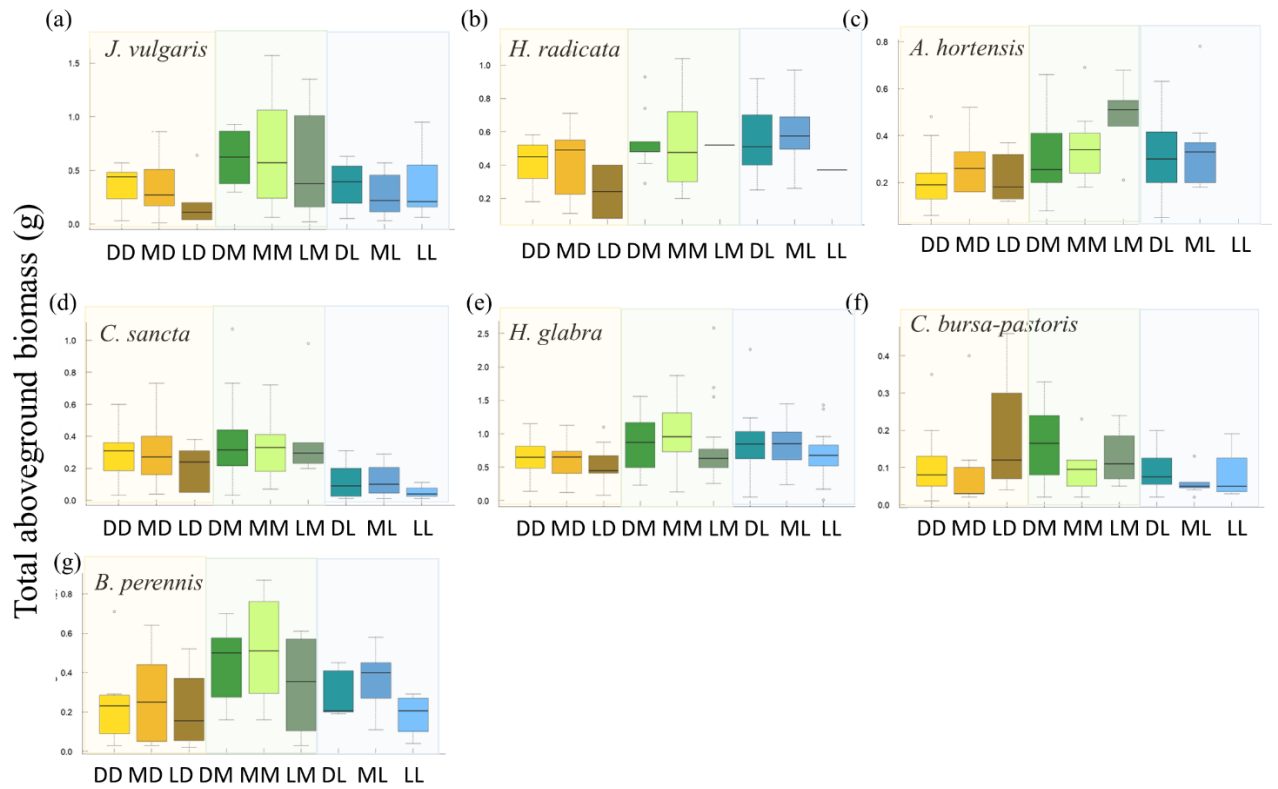 (a) (b) (c)
J. vulgaris H. radicata A. hortensis
1.5 1.0 0.5 0.0
1.0 0.8 0.6 0.4 0.2
0.8 0.6 0.4 0.2
DD MD LD DM MM LM DL ML LL DD MD LD DM MM LM DL ML LL DD MD LD DM MM LM DL ML LL
Total aboveground biomass (g)
(d) (e) (f)
C. sancta H. glabra C. bursa-pastoris
1.0 0.8 0.6 0.4 0.2 0.0
2.5 2.0 1.5 1.0 0.5 0.0
0.4 0.3 0.2 0.1 0.0
DD MD LD DM MM LM DL ML LL DD MD LD DM MM LM DL ML LL DD MD LD DM MM LM DL ML LL
(g)
B. perennis
0.8 0.6 0.4 0.2 0.0
DD MD LD DM MM LM DL ML LL